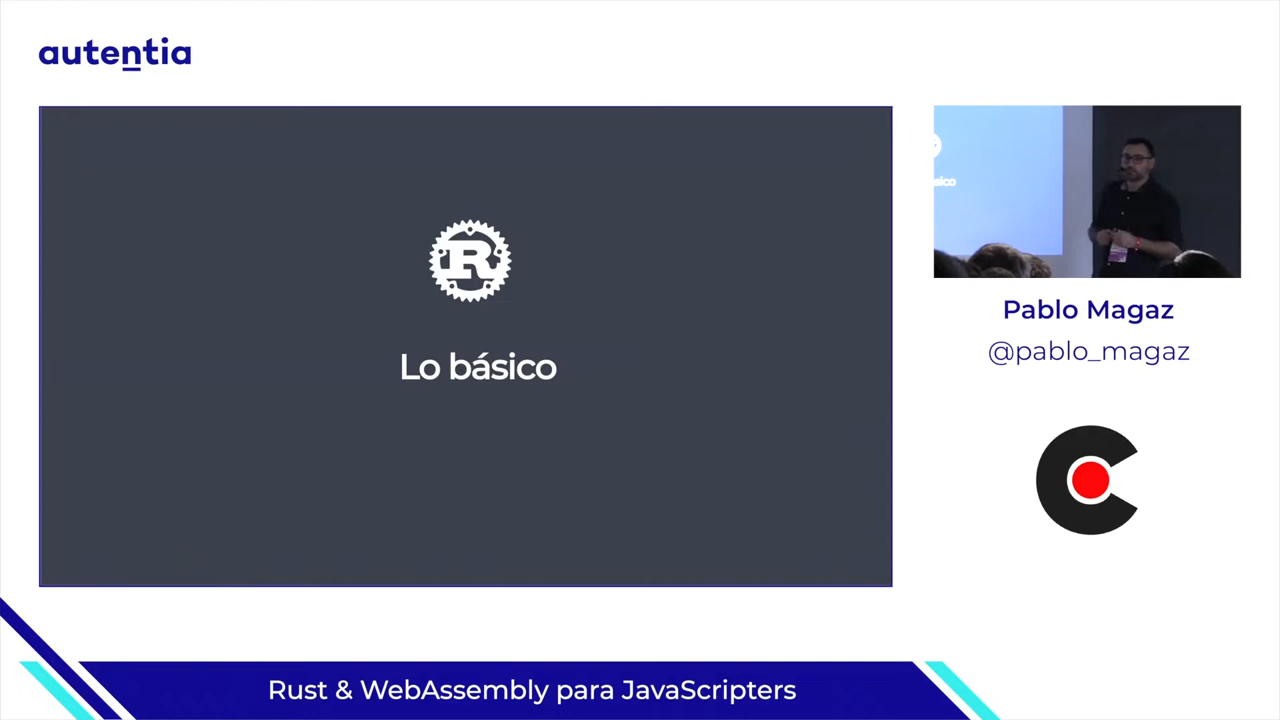 autentia
R
Lo básico
Pablo Magaz
@pablo_magaz
Rust & WebAssembly para JavaScripters